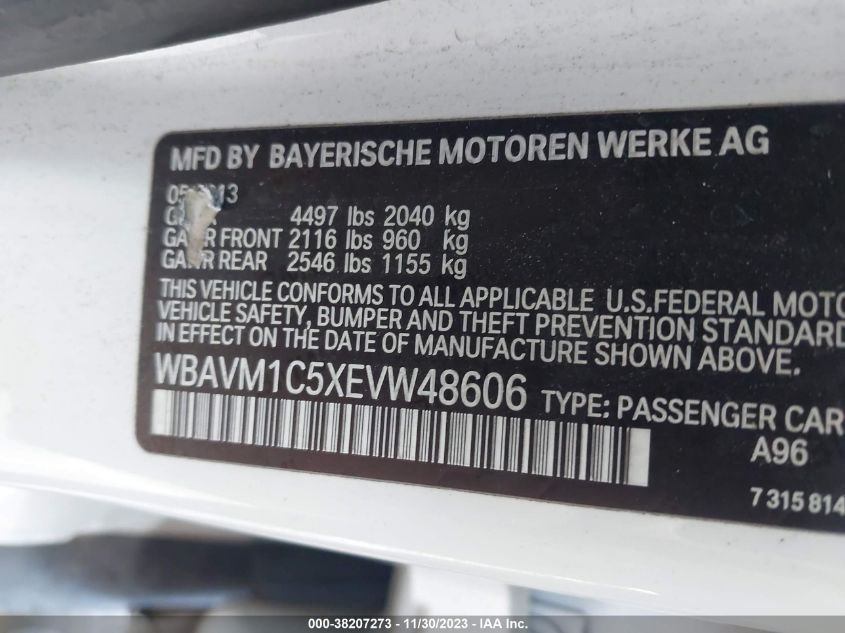 MFD BY BAYERISCHE MOTOREN WERKE AG
4497 lbs 2040 kg
FRONT 2116 lbs 960 kg
REAR 2546 lbs 1155 kg
THIS VEHICLE CONFORMS TO ALL APPLICABLE U.S.FEDERAL MOTO
VEHICLE SAFETY, BUMPER AND THEFT PREVENTION STANDARD
IN EFFECT ON THE DATE OF MANUFACTURE SHOWN ABOVE.
WBAVM1C5XEVW48606 TYPE: PASSENGER CAR
A96
7 315 814
000-38207273 - 11/30/2023 - IAA Inc.